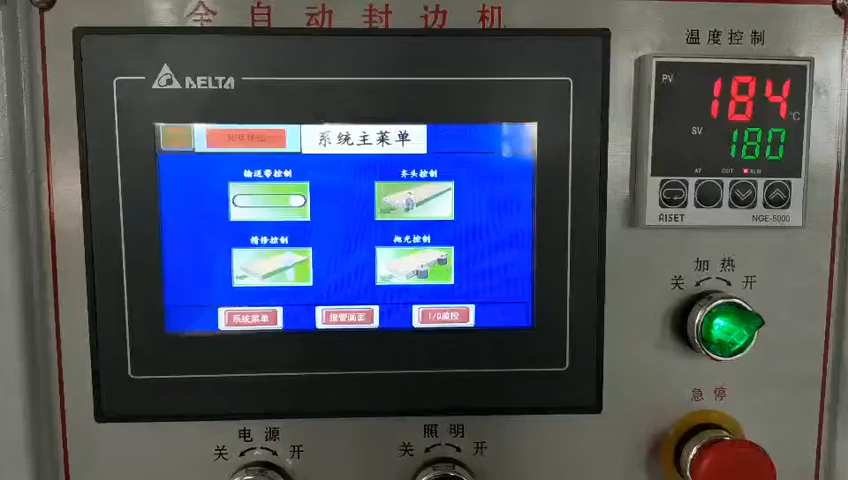 全自动封边机
温度控制
DELTA
PV
184
℃
SV
180
AT OUT ALN
AISET NGE-5000
系统主菜单
输送带控制 齐头控制
精修控制 抛光控制
系统菜单 报警画面 I/O监控
加热
关 开
急停
电源
关 开
照明
关 开